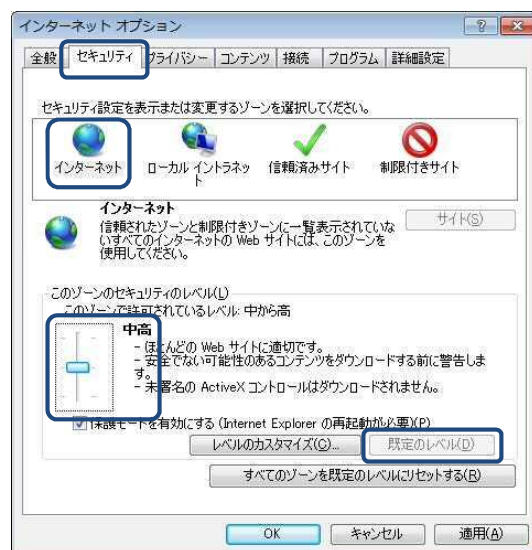 インターネット オプション
全般 セキュリティ プライバシー コンテンツ 接続 プログラム 詳細設定
セキュリティ設定を表示または変更するゾーンを選択してください。
インターネット ローカル イントラネット 信頼済みサイト 制限付きサイト
インターネット
サイト(S)
信頼されたゾーンと制限付きゾーンに一覧表示されていな
いすべてのインターネットの Web サイトには、このゾーンを
使用してください。
このゾーンのセキュリティのレベル(L)
このゾーンで許可されているレベル: 中から高
中高
- ほとんどの Web サイトに適切です。
- 安全でない可能性のあるコンテンツをダウンロードする前に警告しま
す。
- 未署名の ActiveX コントロールはダウンロードされません。
保護モードを有効にする (Internet Explorer の再起動が必要)(P)
レベルのカスタマイズ(C)... 既定のレベル(D)
すべてのゾーンを既定のレベルにリセットする(R)
OK キャンセル 適用(A)